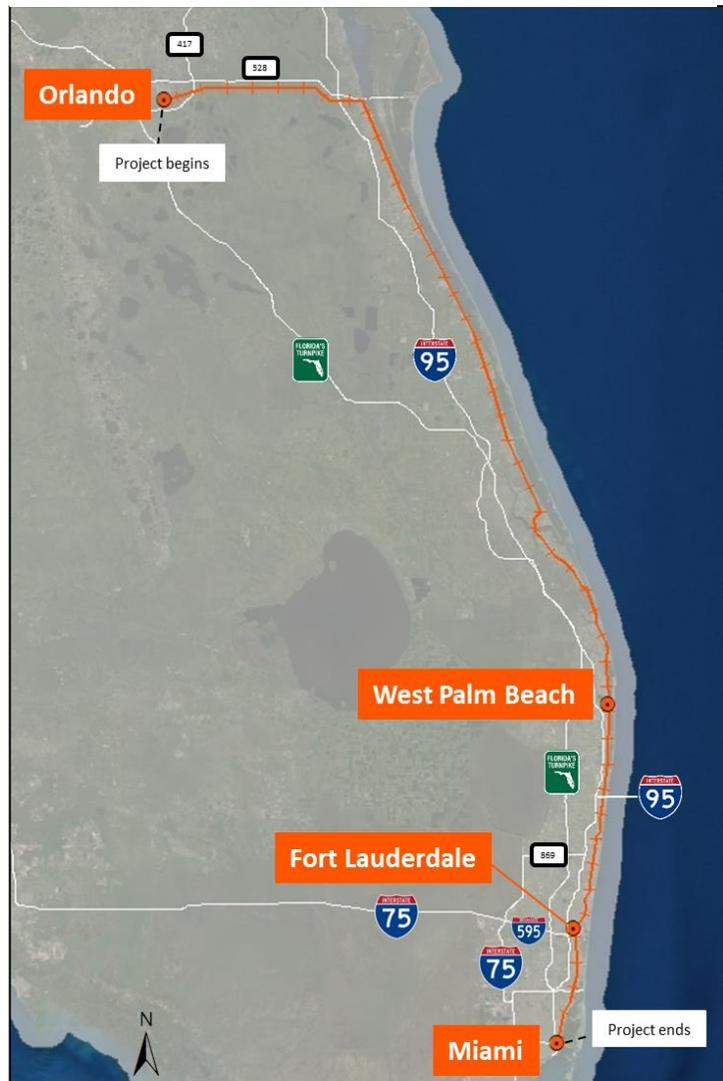 417
528
Orlando
Project begins
FLORIDA'S
TURNPIKE
INTERSTATE
95
West Palm Beach
FLORIDA'S
TURNPIKE
INTERSTATE
95
869
Fort Lauderdale
INTERSTATE
75
INTERSTATE
595
INTERSTATE
75
N
Miami
Project ends